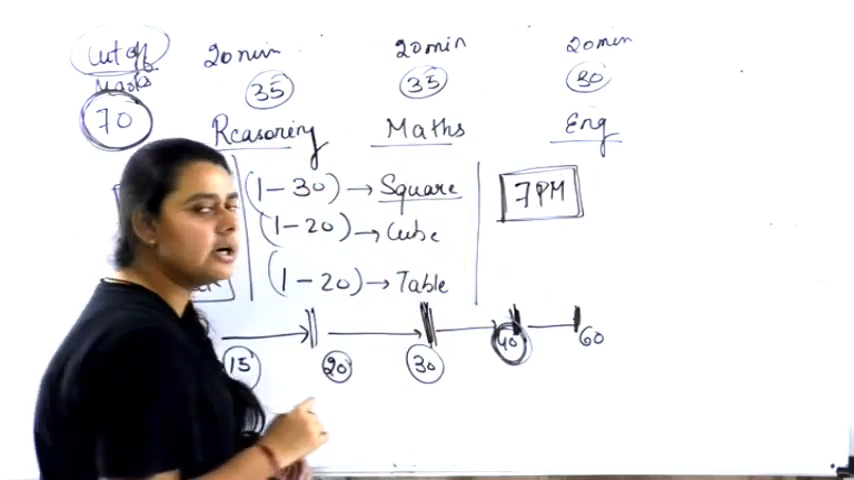 Cut off 20 min 20 min 20 min
Marks 35 35 30
70 Reasoning Maths Eng
(1-30) → Square 7PM
(1-20) → Cube
(1-20) → Table
15 20 30 40 60